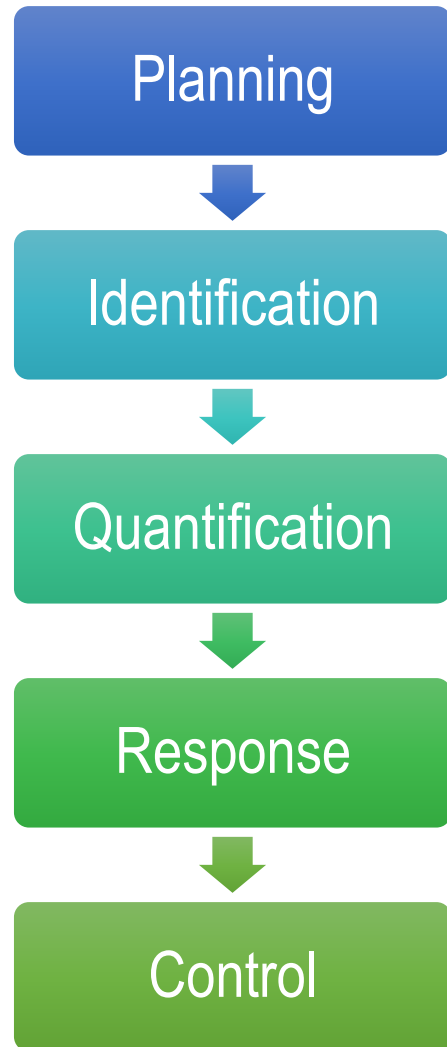 Planning
Identification
Quantification
Response
Control